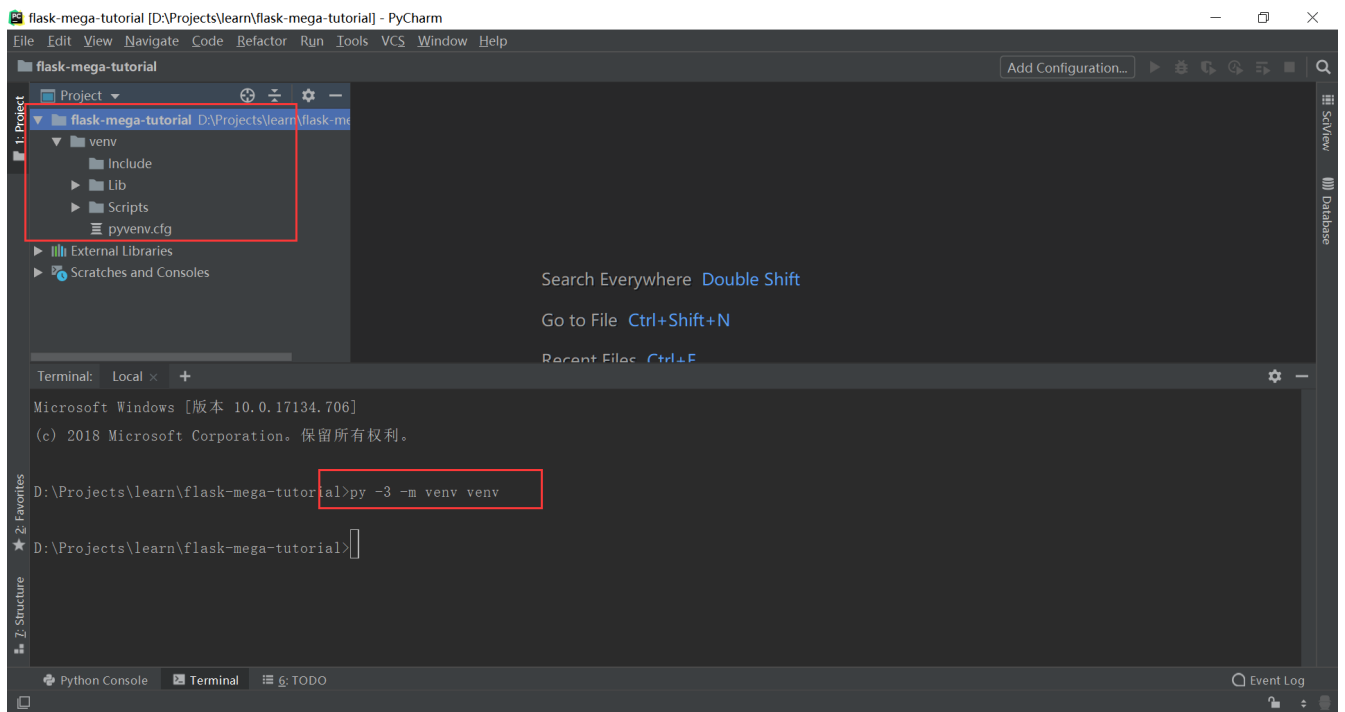 flask-mega-tutorial [D:\Projects\learn\flask-mega-tutorial] - PyCharm
File Edit View Navigate Code Refactor Run Tools VCS Window Help
flask-mega-tutorial
Add Configuration...
1: Project
Project
flask-mega-tutorial D:\Projects\learn\flask-me
venv
Include
Lib
Scripts
pyvenv.cfg
External Libraries
Scratches and Consoles
Search Everywhere Double Shift
Go to File Ctrl+Shift+N
Recent Files Ctrl+E
SciView
Database
Terminal: Local × +
Microsoft Windows [版本 10.0.17134.706]
(c) 2018 Microsoft Corporation。保留所有权利。
D:\Projects\learn\flask-mega-tutorial>py -3 -m venv venv
D:\Projects\learn\flask-mega-tutorial>
2: Favorites
7: Structure
Python Console Terminal 6: TODO Event Log